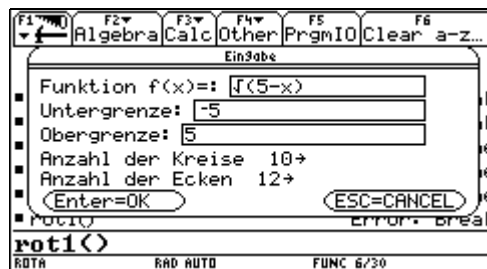 F1 F2 F3 F4 F5 F6
Algebra Calc Other PrgmIO Clear a-z…
Eingabe
Funktion f(x)=: √(5-x)
Untergrenze: -5
Obergrenze: 5
Anzahl der Kreise 10→
Anzahl der Ecken 12→
Enter=OK ESC=CANCEL
rot1() Error: Break
rot1()
ROTA RAD AUTO FUNC 6/30